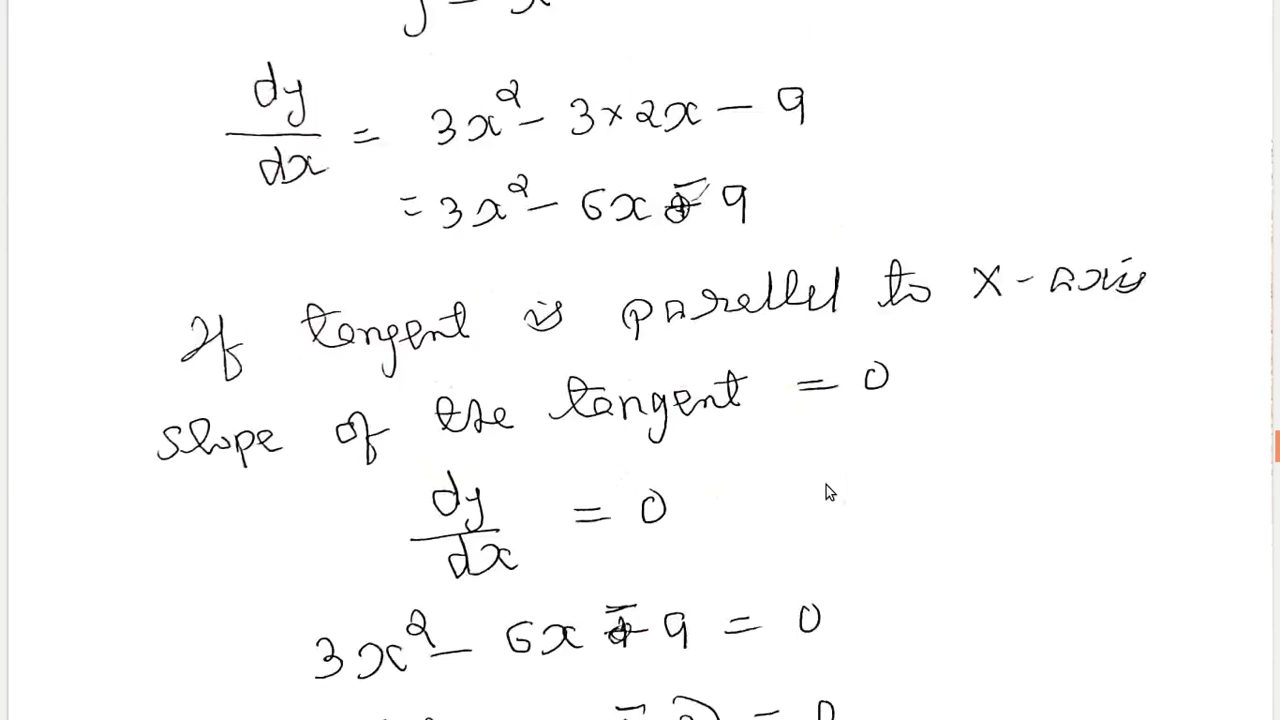 dy/dx = 3x² - 3×2x - 9
= 3x² - 6x - 9
If tangent is parellel to x-axis
slope of the tangent = 0
dy/dx = 0
3x² - 6x - 9 = 0